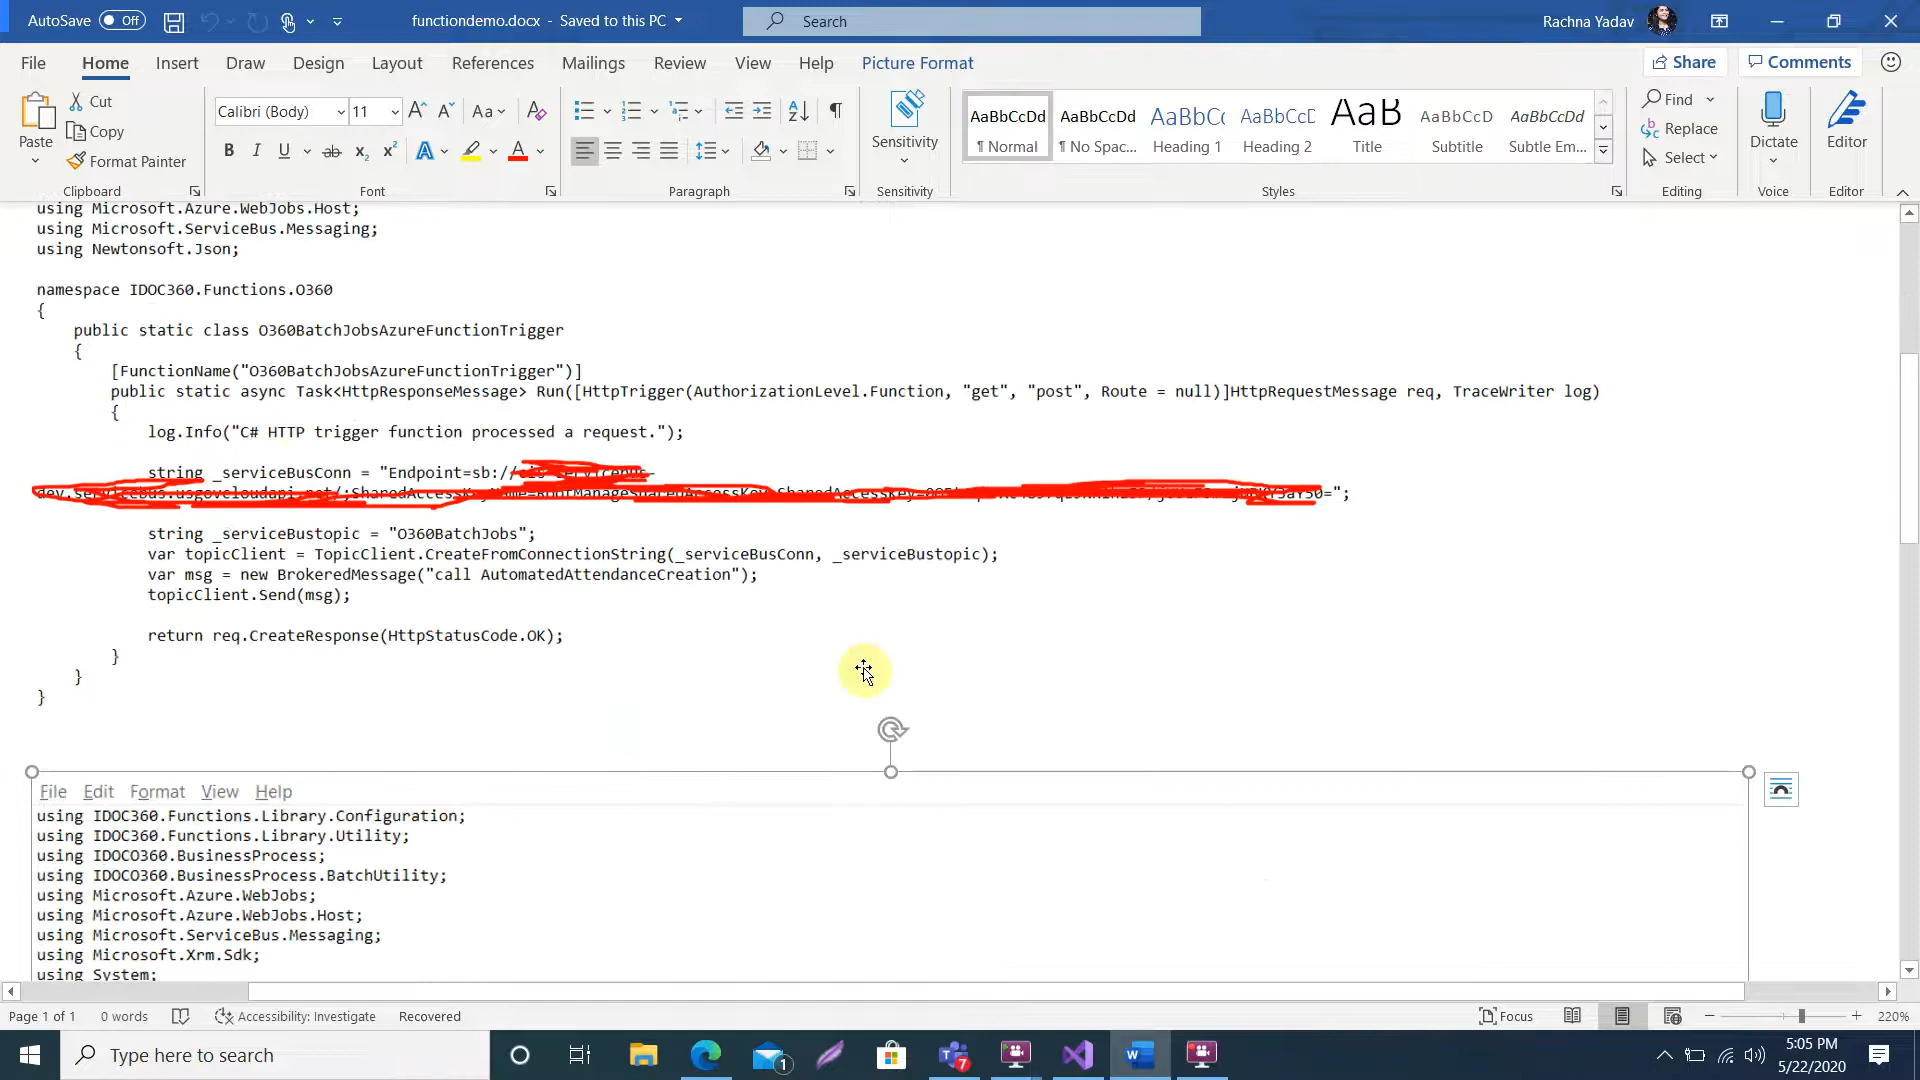 AutoSave Off functiondemo.docx - Saved to this PC Search Rachna Yadav
File Home Insert Draw Design Layout References Mailings Review View Help Picture Format Share Comments
Paste Cut Copy Format Painter
Calibri (Body) 11
Sensitivity
AaBbCcDd AaBbCcDd AaBbCc AaBbCcD AaB AaBbCcD AaBbCcDd
¶ Normal ¶ No Spac... Heading 1 Heading 2 Title Subtitle Subtle Em...
Find Replace Select
Dictate Editor
Clipboard Font Paragraph Sensitivity Styles Editing Voice Editor
using Microsoft.Azure.WebJobs.Host;
using Microsoft.ServiceBus.Messaging;
using Newtonsoft.Json;
namespace IDOC360.Functions.O360
{
public static class O360BatchJobsAzureFunctionTrigger
{
[FunctionName("O360BatchJobsAzureFunctionTrigger")]
public static async Task<HttpResponseMessage> Run([HttpTrigger(AuthorizationLevel.Function, "get", "post", Route = null)]HttpRequestMessage req, TraceWriter log)
{
log.Info("C# HTTP trigger function processed a request.");
string _serviceBusConn = "Endpoint=sb://
";
string _serviceBustopic = "O360BatchJobs";
var topicClient = TopicClient.CreateFromConnectionString(_serviceBusConn, _serviceBustopic);
var msg = new BrokeredMessage("call AutomatedAttendanceCreation");
topicClient.Send(msg);
return req.CreateResponse(HttpStatusCode.OK);
}
}
}
File Edit Format View Help
using IDOC360.Functions.Library.Configuration;
using IDOC360.Functions.Library.Utility;
using IDOCO360.BusinessProcess;
using IDOCO360.BusinessProcess.BatchUtility;
using Microsoft.Azure.WebJobs;
using Microsoft.Azure.WebJobs.Host;
using Microsoft.ServiceBus.Messaging;
using Microsoft.Xrm.Sdk;
using System;
Page 1 of 1 0 words Accessibility: Investigate Recovered Focus 220%
Type here to search 1 7 5:05 PM
5/22/2020